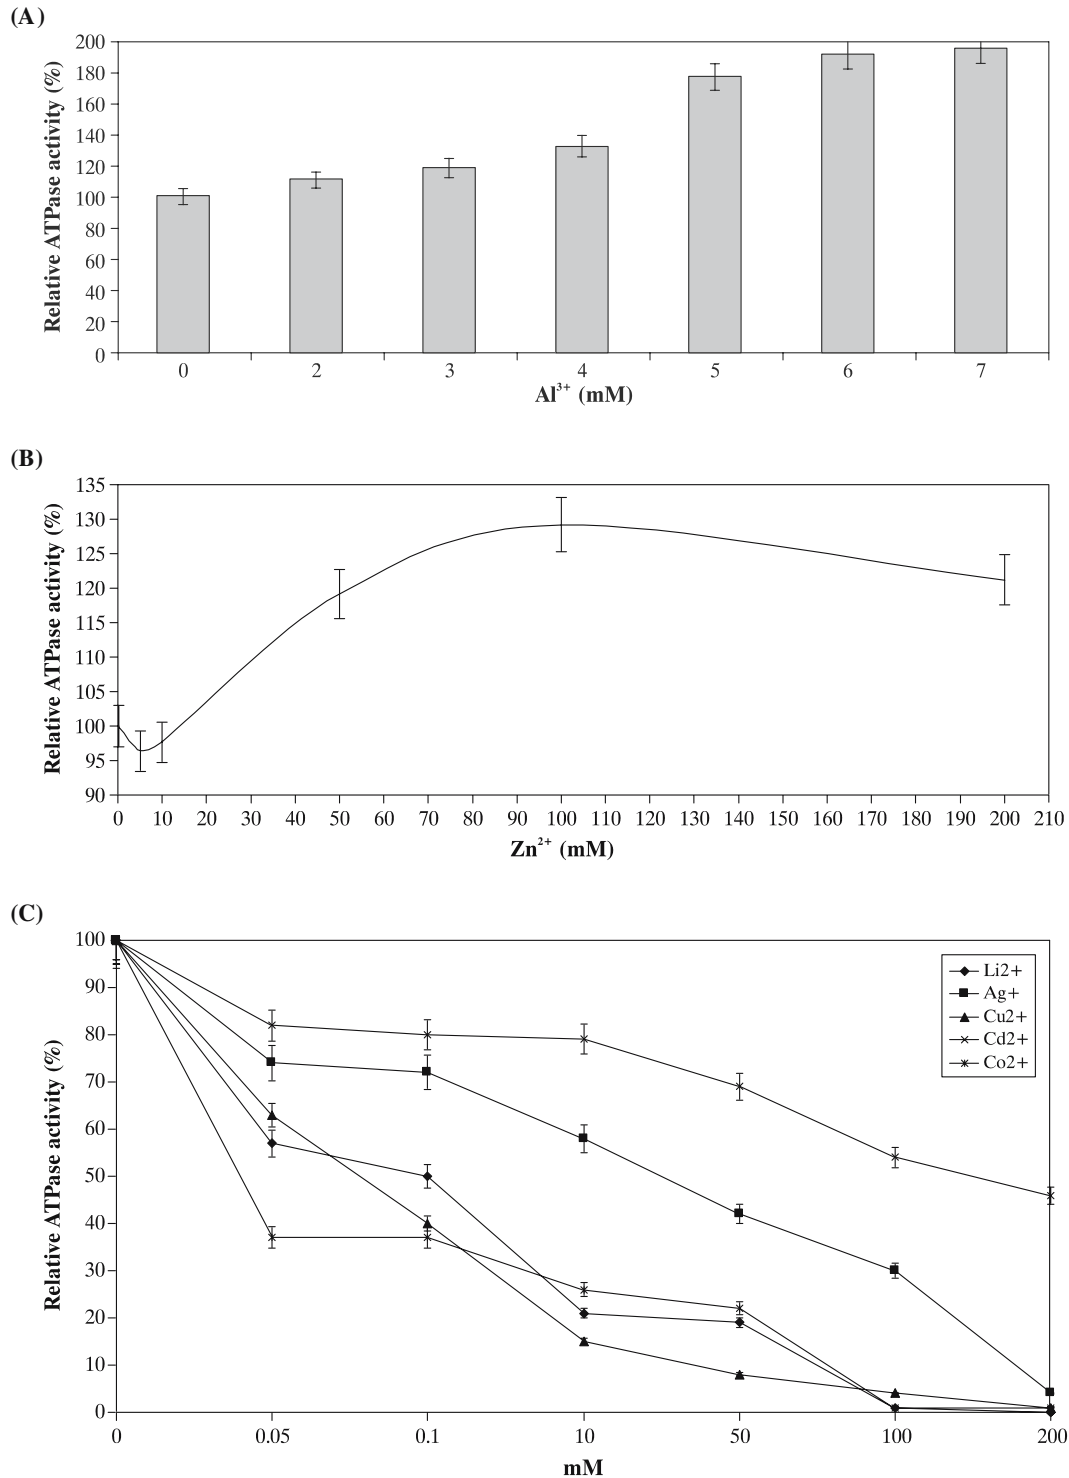 (A)
Relative ATPase activity (%)
200
180
160
140
120
100
80
60
40
20
0
0 2 3 4 5 6 7
Al³⁺ (mM)
(B)
Relative ATPase activity (%)
135
130
125
120
115
110
105
100
95
90
0 10 20 30 40 50 60 70 80 90 100 110 120 130 140 150 160 170 180 190 200 210
Zn²⁺ (mM)
(C)
Relative ATPase activity (%)
100
90
80
70
60
50
40
30
20
10
0
Li2+
Ag+
Cu2+
Cd2+
Co2+
0 0.05 0.1 10 50 100 200
mM